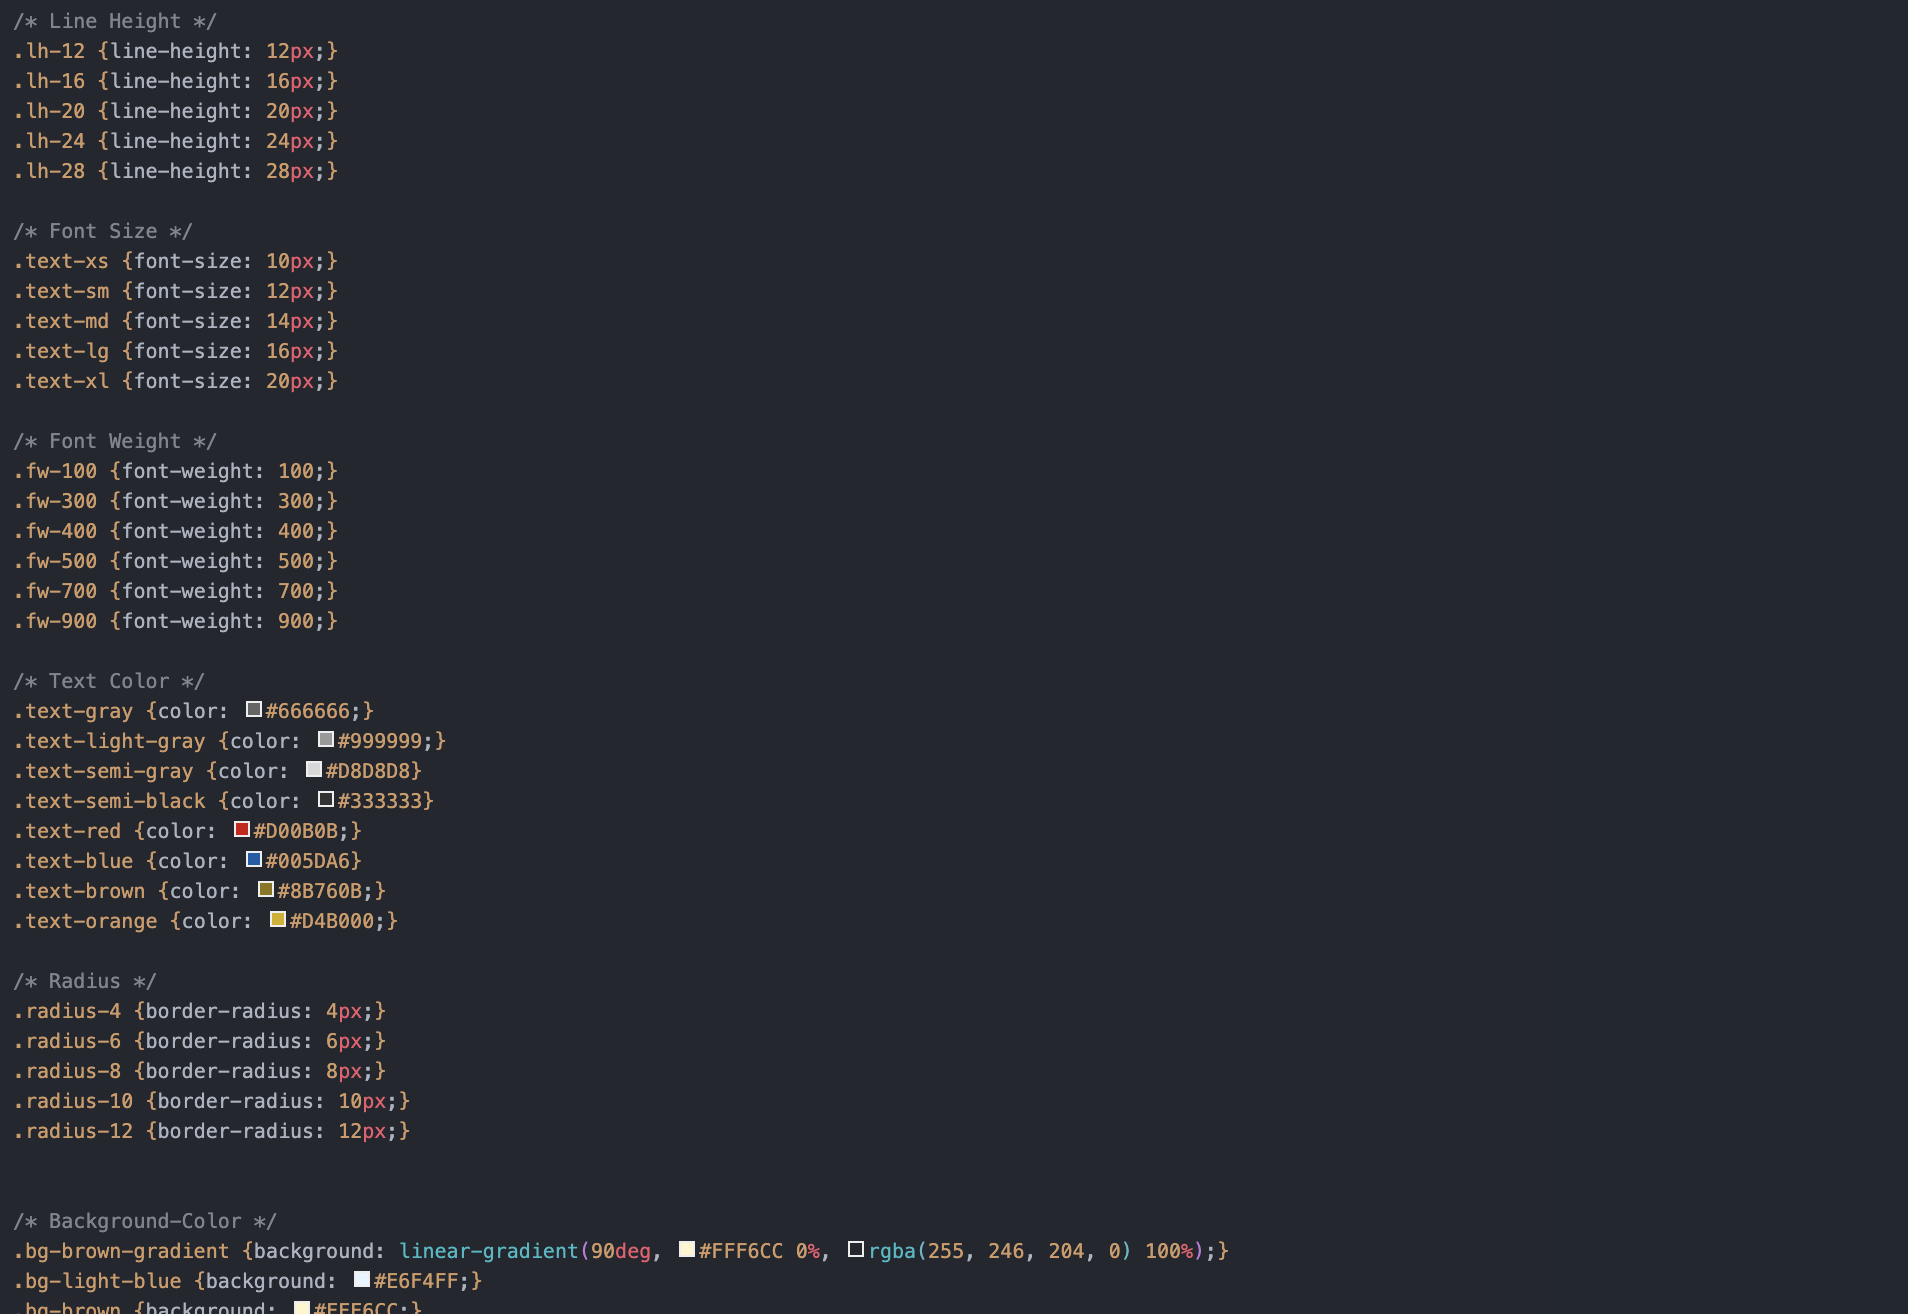 /* Line Height */
.lh-12 {line-height: 12px;}
.lh-16 {line-height: 16px;}
.lh-20 {line-height: 20px;}
.lh-24 {line-height: 24px;}
.lh-28 {line-height: 28px;}
/* Font Size */
.text-xs {font-size: 10px;}
.text-sm {font-size: 12px;}
.text-md {font-size: 14px;}
.text-lg {font-size: 16px;}
.text-xl {font-size: 20px;}
/* Font Weight */
.fw-100 {font-weight: 100;}
.fw-300 {font-weight: 300;}
.fw-400 {font-weight: 400;}
.fw-500 {font-weight: 500;}
.fw-700 {font-weight: 700;}
.fw-900 {font-weight: 900;}
/* Text Color */
.text-gray {color: #666666;}
.text-light-gray {color: #999999;}
.text-semi-gray {color: #D8D8D8}
.text-semi-black {color: #333333}
.text-red {color: #D00B0B;}
.text-blue {color: #005DA6}
.text-brown {color: #8B760B;}
.text-orange {color: #D4B000;}
/* Radius */
.radius-4 {border-radius: 4px;}
.radius-6 {border-radius: 6px;}
.radius-8 {border-radius: 8px;}
.radius-10 {border-radius: 10px;}
.radius-12 {border-radius: 12px;}
/* Background-Color */
.bg-brown-gradient {background: linear-gradient(90deg, #FFF6CC 0%, rgba(255, 246, 204, 0) 100%);}
.bg-light-blue {background: #E6F4FF;}
.bg-brown {background: #FFF6CC;}